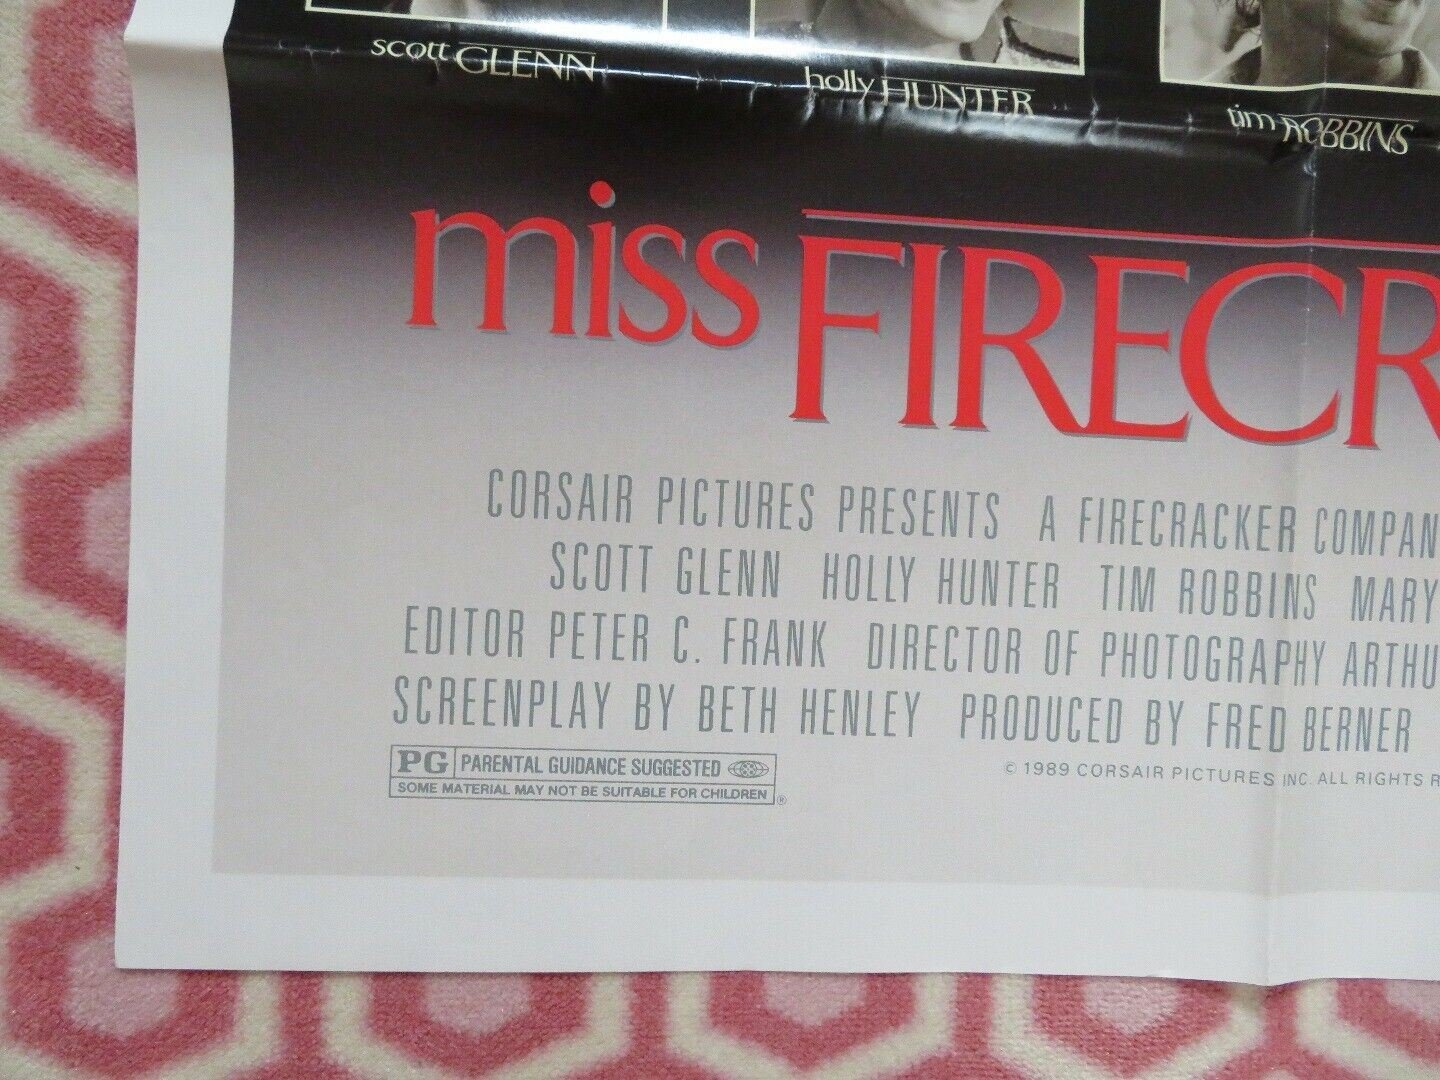 scott GLENN
holly HUNTER
tim ROBBINS
miss FIRECR
CORSAIR PICTURES PRESENTS A FIRECRACKER COMPAN
SCOTT GLENN HOLLY HUNTER TIM ROBBINS MARY
EDITOR PETER C. FRANK DIRECTOR OF PHOTOGRAPHY ARTHU
SCREENPLAY BY BETH HENLEY PRODUCED BY FRED BERNER
PG PARENTAL GUIDANCE SUGGESTED
SOME MATERIAL MAY NOT BE SUITABLE FOR CHILDREN ®
© 1989 CORSAIR PICTURES INC. ALL RIGHTS R